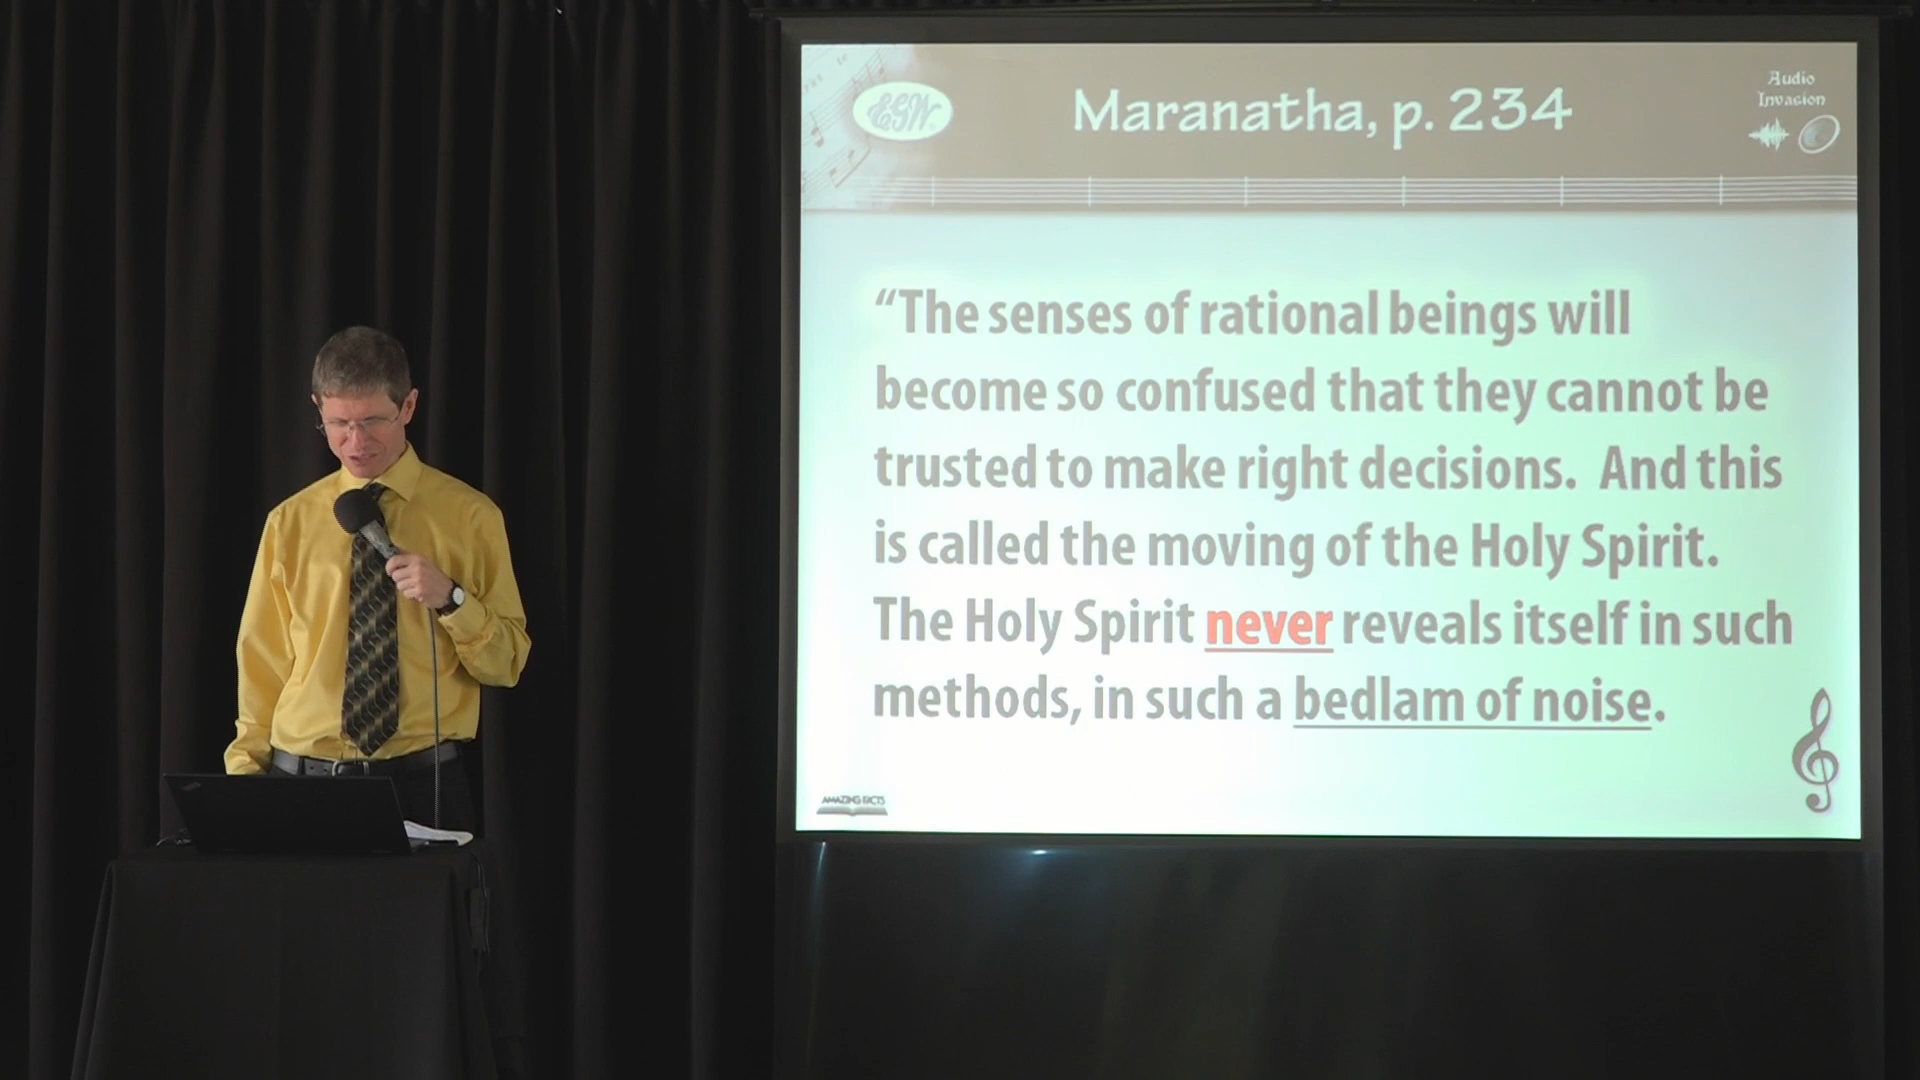 EGW
Maranatha, p. 234
Audio
Invasion
“The senses of rational beings will
become so confused that they cannot be
trusted to make right decisions.  And this
is called the moving of the Holy Spirit.
The Holy Spirit never reveals itself in such
methods, in such a bedlam of noise.
AMAZING FACTS